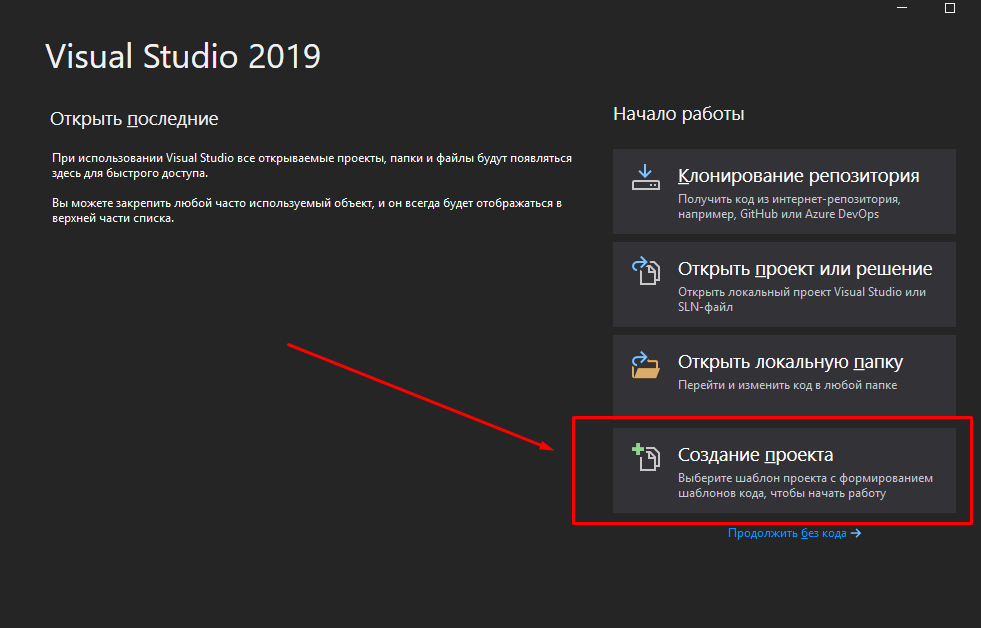 Visual Studio 2019
Открыть последние
При использовании Visual Studio все открываемые проекты, папки и файлы будут появляться
здесь для быстрого доступа.
Вы можете закрепить любой часто используемый объект, и он всегда будет отображаться в
верхней части списка.
Начало работы
Клонирование репозитория
Получить код из интернет-репозитория,
например, GitHub или Azure DevOps
Открыть проект или решение
Открыть локальный проект Visual Studio или
SLN-файл
Открыть локальную папку
Перейти и изменить код в любой папке
Создание проекта
Выберите шаблон проекта с формированием
шаблонов кода, чтобы начать работу
Продолжить без кода →